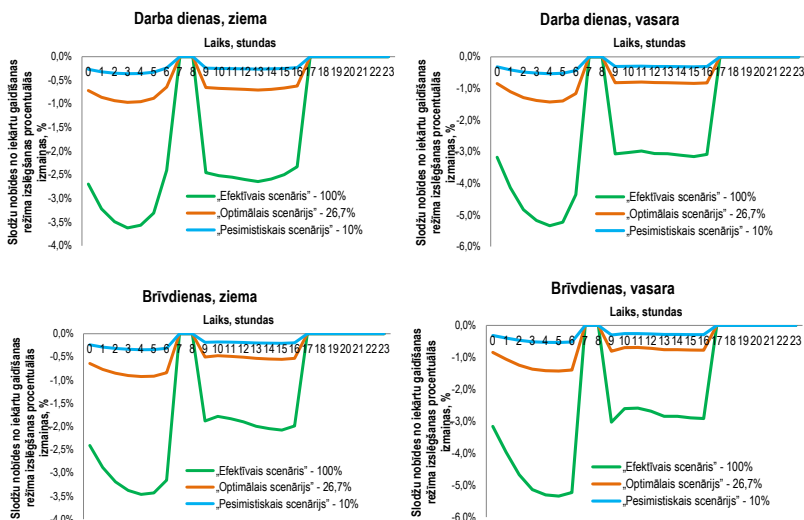 Darba dienas, ziema
Laiks, stundas
0,0%
-0,5%
-1,0%
-1,5%
-2,0%
-2,5%
-3,0%
-3,5%
-4,0%
0 1 2 3 4 5 6 7 8 9 10 11 12 13 14 15 16 17 18 19 20 21 22 23
Slodžu nobīdes no iekārtu gaidīšanas
režīma izslēgšanas procentuālās
izmaiņas, %
„Efektīvais scenāris" - 100%
„Optimālais scenārijs" - 26,7%
„Pesimistiskais scenārijs" - 10%
Darba dienas, vasara
Laiks, stundas
0,0%
-1,0%
-2,0%
-3,0%
-4,0%
-5,0%
-6,0%
0 1 2 3 4 5 6 7 8 9 10 11 12 13 14 15 16 17 18 19 20 21 22 23
Slodžu nobīdes no iekārtu gaidīšanas
režīma izslēgšanas procentuālās
izmaiņas, %
„Efektīvais scenāris" - 100%
„Optimālais scenārijs" - 26,7%
„Pesimistiskais scenārijs" - 10%
Brīvdienas, ziema
Laiks, stundas
0,0%
-0,5%
-1,0%
-1,5%
-2,0%
-2,5%
-3,0%
-3,5%
-4,0%
0 1 2 3 4 5 6 7 8 9 10 11 12 13 14 15 16 17 18 19 20 21 22 23
Slodžu nobīdes no iekārtu gaidīšanas
režīma izslēgšanas procentuālās
izmaiņas, %
„Efektīvais scenāris" - 100%
„Optimālais scenārijs" - 26,7%
„Pesimistiskais scenārijs" - 10%
Brīvdienas, vasara
Laiks, stundas
0,0%
-1,0%
-2,0%
-3,0%
-4,0%
-5,0%
-6,0%
0 1 2 3 4 5 6 7 8 9 10 11 12 13 14 15 16 17 18 19 20 21 22 23
Slodžu nobīdes no iekārtu gaidīšanas
režīma izslēgšanas procentuālās
izmaiņas, %
„Efektīvais scenāris" - 100%
„Optimālais scenārijs" - 26,7%
„Pesimistiskais scenārijs" - 10%